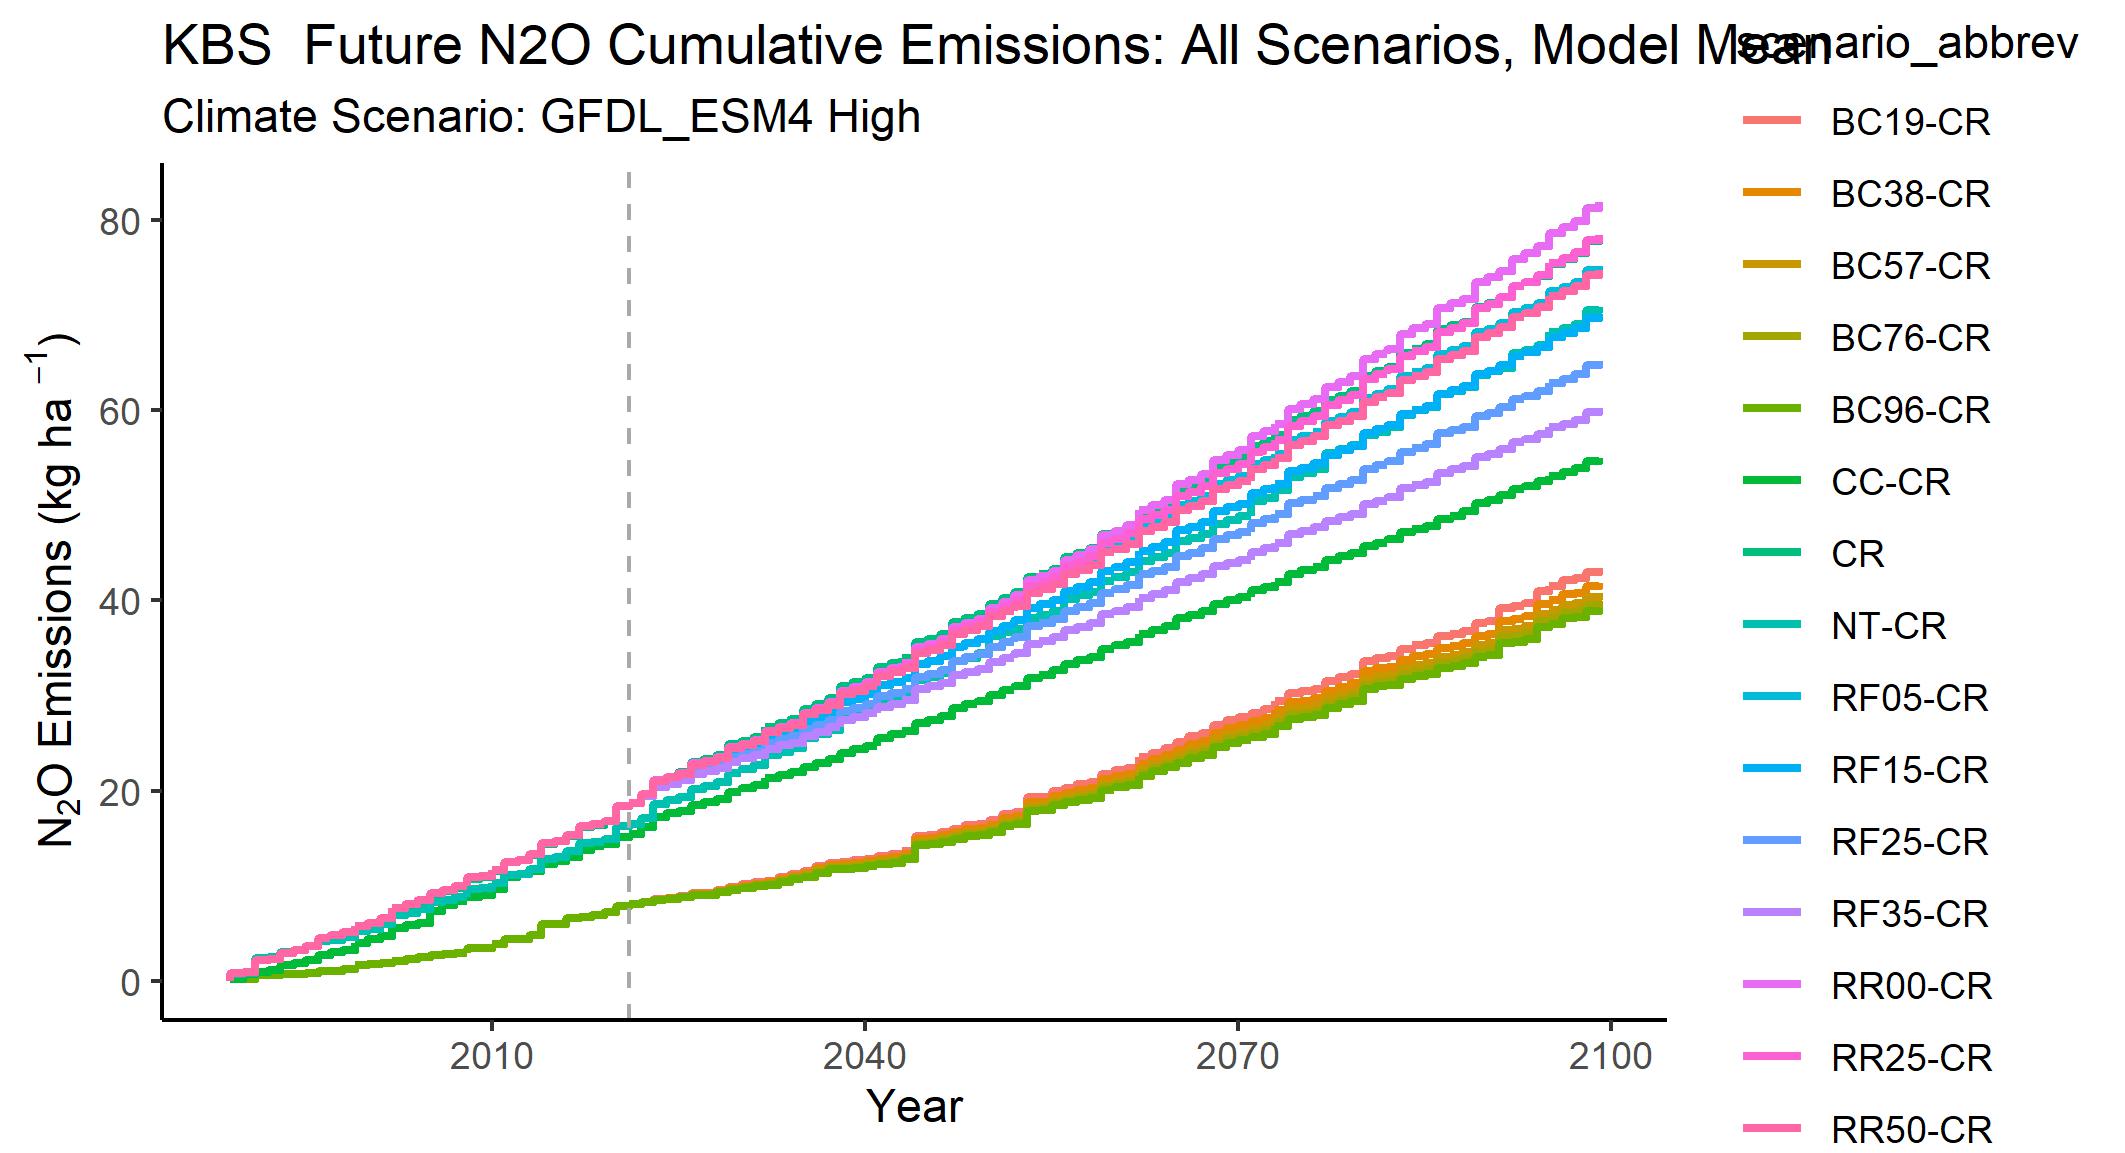 KBS  Future N2O Cumulative Emissions: All Scenarios, Model Mean
scenario_abbrev
Climate Scenario: GFDL_ESM4 High
N₂O Emissions (kg ha ⁻¹)
80
60
40
20
0
2010
2040
2070
2100
Year
BC19-CR
BC38-CR
BC57-CR
BC76-CR
BC96-CR
CC-CR
CR
NT-CR
RF05-CR
RF15-CR
RF25-CR
RF35-CR
RR00-CR
RR25-CR
RR50-CR